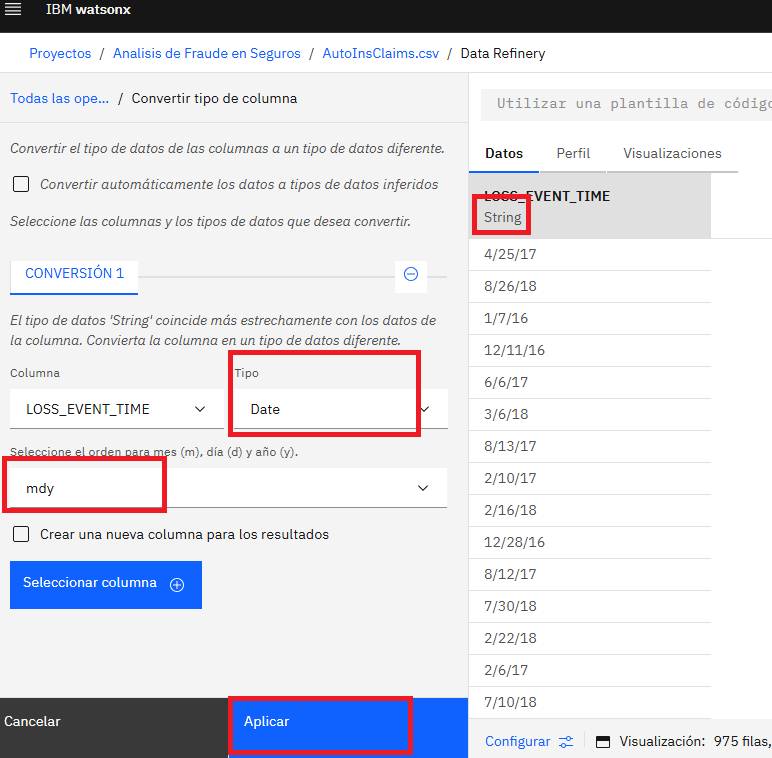 IBM watsonx
Proyectos / Analisis de Fraude en Seguros / AutoInsClaims.csv / Data Refinery
Todas las ope... / Convertir tipo de columna
Convertir el tipo de datos de las columnas a un tipo de datos diferente.
Convertir automáticamente los datos a tipos de datos inferidos
Seleccione las columnas y los tipos de datos que desea convertir.
CONVERSIÓN 1
El tipo de datos 'String' coincide más estrechamente con los datos de
la columna. Convierta la columna en un tipo de datos diferente.
Columna
Tipo
LOSS_EVENT_TIME
Date
Seleccione el orden para mes (m), día (d) y año (y).
mdy
Crear una nueva columna para los resultados
Seleccionar columna
Cancelar
Aplicar
Utilizar una plantilla de código
Datos
Perfil
Visualizaciones
LOSS_EVENT_TIME
String
4/25/17
8/26/18
1/7/16
12/11/16
6/6/17
3/6/18
8/13/17
2/10/17
2/16/18
12/28/16
8/12/17
7/30/18
2/22/18
2/6/17
7/10/18
Configurar
Visualización: 975 filas,